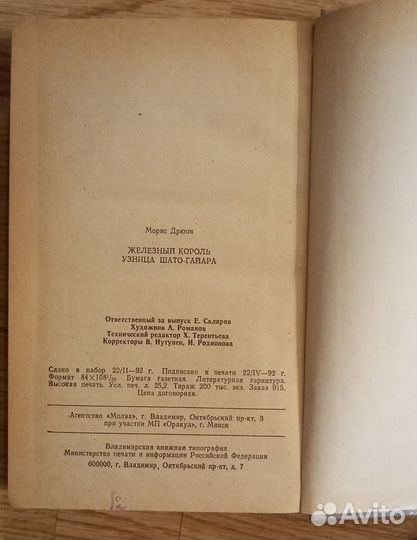 Морис Дрюон
ЖЕЛЕЗНЫЙ КОРОЛЬ
УЗНИЦА ШАТО-ГАЙАРА
Ответственный за выпуск Е. Скляров
Художник А. Романов
Технический редактор Х. Терентьева
Корректоры В. Нутунен, И. Родионова
Сдано в набор 22/II—92 г. Подписано к печати 22/IV—92 г.
Формат 84×108 1/32. Бумага газетная. Литературная гарнитура.
Высокая печать. Усл. печ. л. 25,2. Тираж 200 тыс. экз. Заказ 915.
Цена договорная.
Агентство «Молва», г. Владимир, Октябрьский пр-кт, 3
при участии МП «Оракул», г. Минск
Владимирская книжная типография
Министерства печати и информации Российской Федерации
600000, г. Владимир, Октябрьский пр-кт, д. 7
Avito